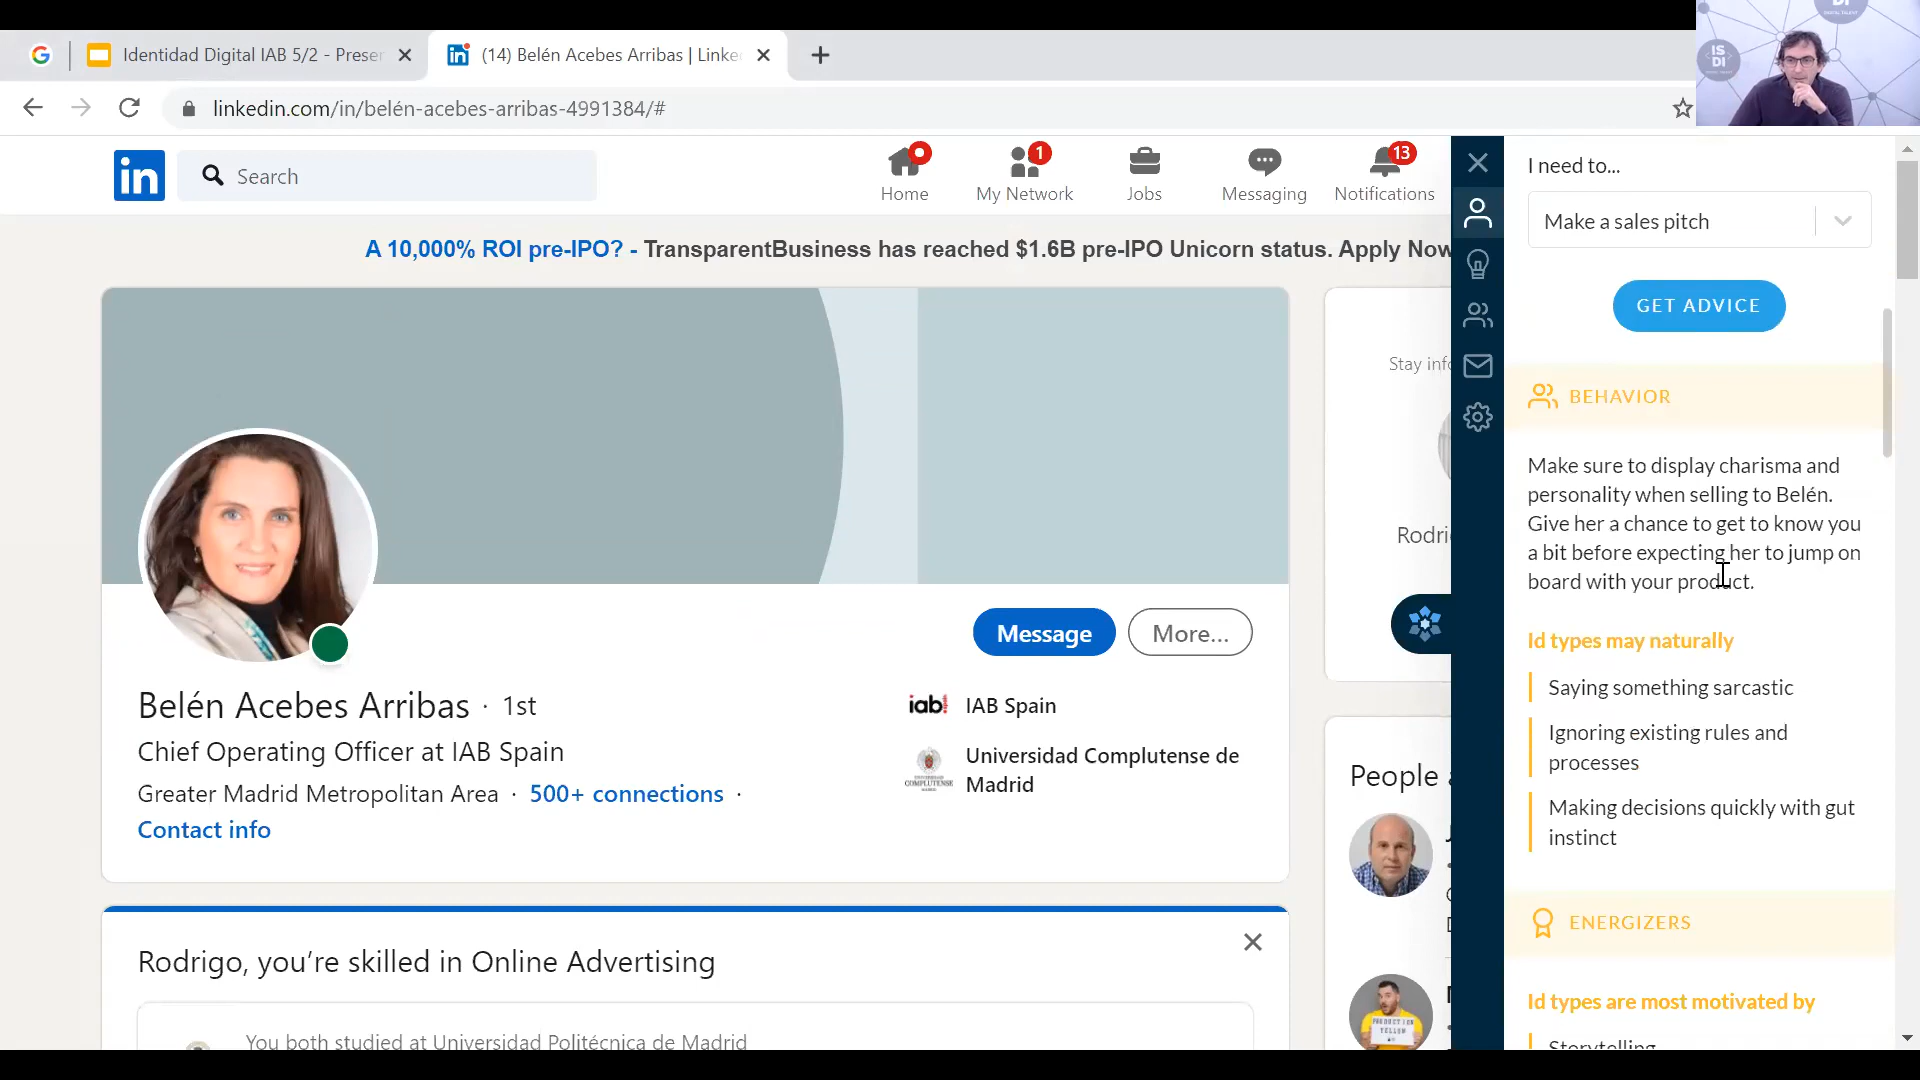 Identidad Digital IAB 5/2 - Preser
(14) Belén Acebes Arribas | Linke
linkedin.com/in/belén-acebes-arribas-4991384/#
IS
DI
in
Search
Home
1
My Network
Jobs
Messaging
13
Notifications
A 10,000% ROI pre-IPO? - TransparentBusiness has reached $1.6B pre-IPO Unicorn status. Apply Now
Message
More...
Belén Acebes Arribas · 1st
Chief Operating Officer at IAB Spain
Greater Madrid Metropolitan Area · 500+ connections ·
Contact info
iab!
IAB Spain
Universidad Complutense de
Madrid
Rodrigo, you’re skilled in Online Advertising
You both studied at Universidad Politécnica de Madrid
Stay info
Rodri
People a
I need to...
Make a sales pitch
GET ADVICE
BEHAVIOR
Make sure to display charisma and
personality when selling to Belén.
Give her a chance to get to know you
a bit before expecting her to jump on
board with your product.
Id types may naturally
Saying something sarcastic
Ignoring existing rules and
processes
Making decisions quickly with gut
instinct
ENERGIZERS
Id types are most motivated by
Storytelling